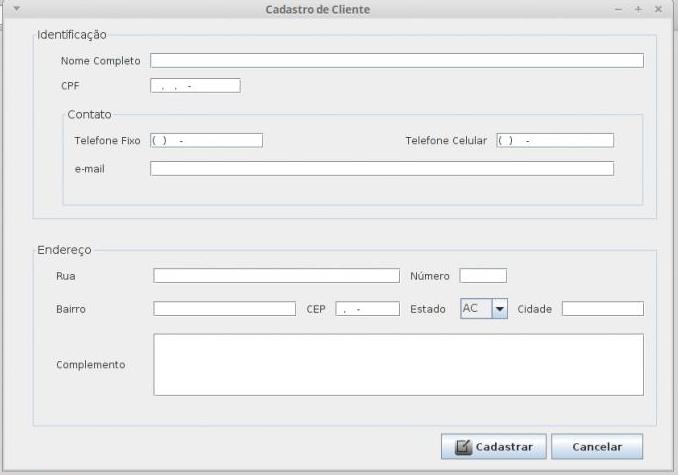 Cadastro de Cliente
Identificação
Nome Completo
CPF . . -
Contato
Telefone Fixo ( ) - Telefone Celular ( ) -
e-mail
Endereço
Rua Número
Bairro CEP . - Estado AC Cidade
Complemento
Cadastrar Cancelar